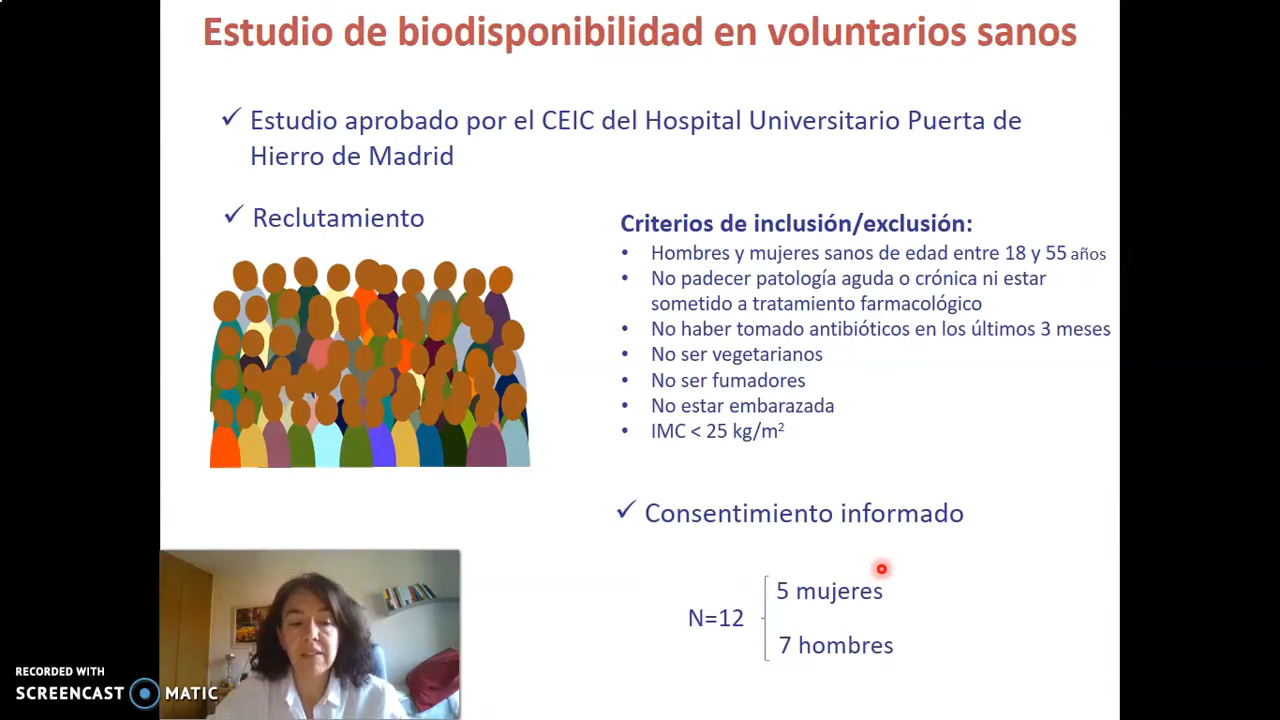 Estudio de biodisponibilidad en voluntarios sanos
✓ Estudio aprobado por el CEIC del Hospital Universitario Puerta de
Hierro de Madrid
✓ Reclutamiento
Criterios de inclusión/exclusión:
• Hombres y mujeres sanos de edad entre 18 y 55 años
• No padecer patología aguda o crónica ni estar
sometido a tratamiento farmacológico
• No haber tomado antibióticos en los últimos 3 meses
• No ser vegetarianos
• No ser fumadores
• No estar embarazada
• IMC < 25 kg/m²
✓ Consentimiento informado
5 mujeres
N=12
7 hombres
RECORDED WITH
SCREENCAST MATIC